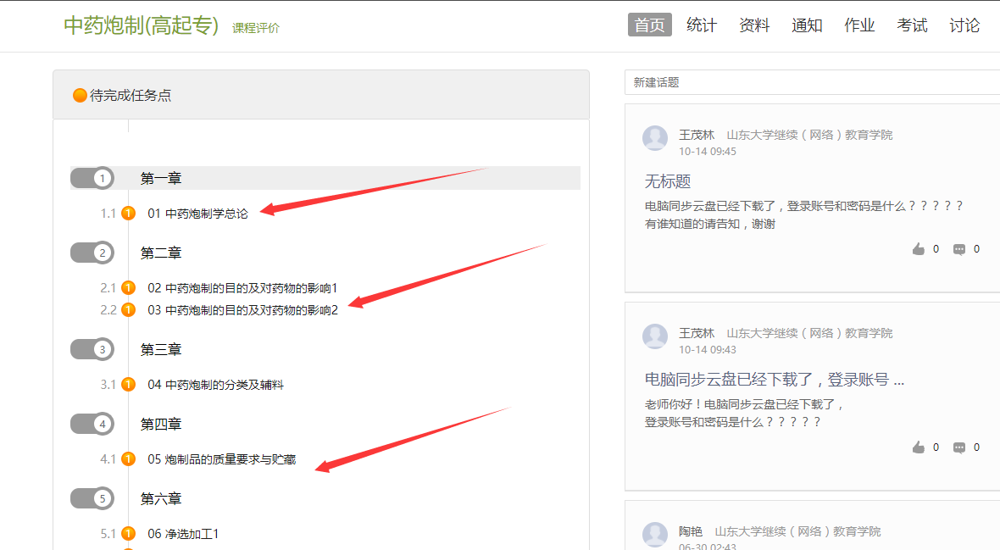 中药炮制(高起专) 课程评价
首页 统计 资料 通知 作业 考试 讨论
待完成任务点
1 第一章
1.1 1 01 中药炮制学总论
2 第二章
2.1 1 02 中药炮制的目的及对药物的影响1
2.2 1 03 中药炮制的目的及对药物的影响2
3 第三章
3.1 1 04 中药炮制的分类及辅料
4 第四章
4.1 1 05 炮制品的质量要求与贮藏
5 第六章
5.1 1 06 净选加工1
新建话题
王茂林 山东大学继续（网络）教育学院
10-14 09:45
无标题
电脑同步云盘已经下载了，登录账号和密码是什么？？？？？
有谁知道的请告知，谢谢
0 0
王茂林 山东大学继续（网络）教育学院
10-14 09:43
电脑同步云盘已经下载了，登录账号 ...
老师你好！电脑同步云盘已经下载了，
登录账号和密码是什么？？？？？
0 0
陶艳 山东大学继续（网络）教育学院
06-30 02:43